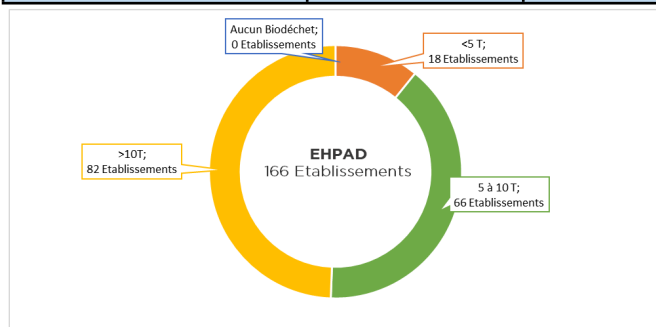 Aucun Biodéchet;
0 Etablissements
<5 T;
18 Etablissements
>10T;
82 Etablissements
EHPAD
166 Etablissements
5 à 10 T;
66 Etablissements